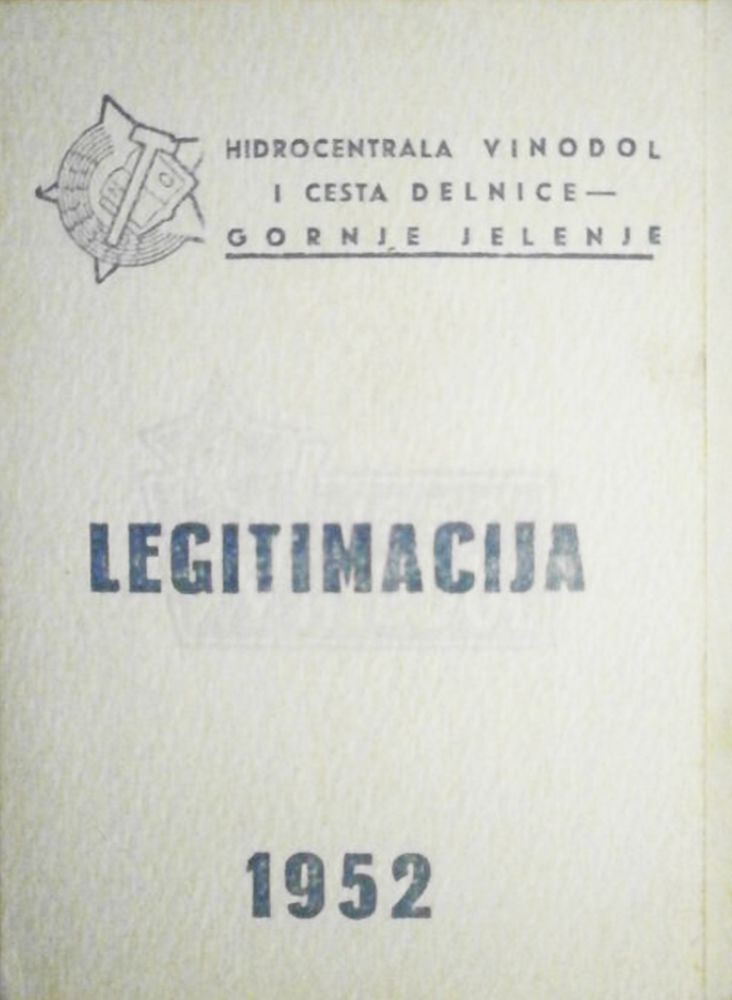 HIDROCENTRALA VINODOL
I CESTA DELNICE—
GORNJE JELENJE
LEGITIMACIJA
1952